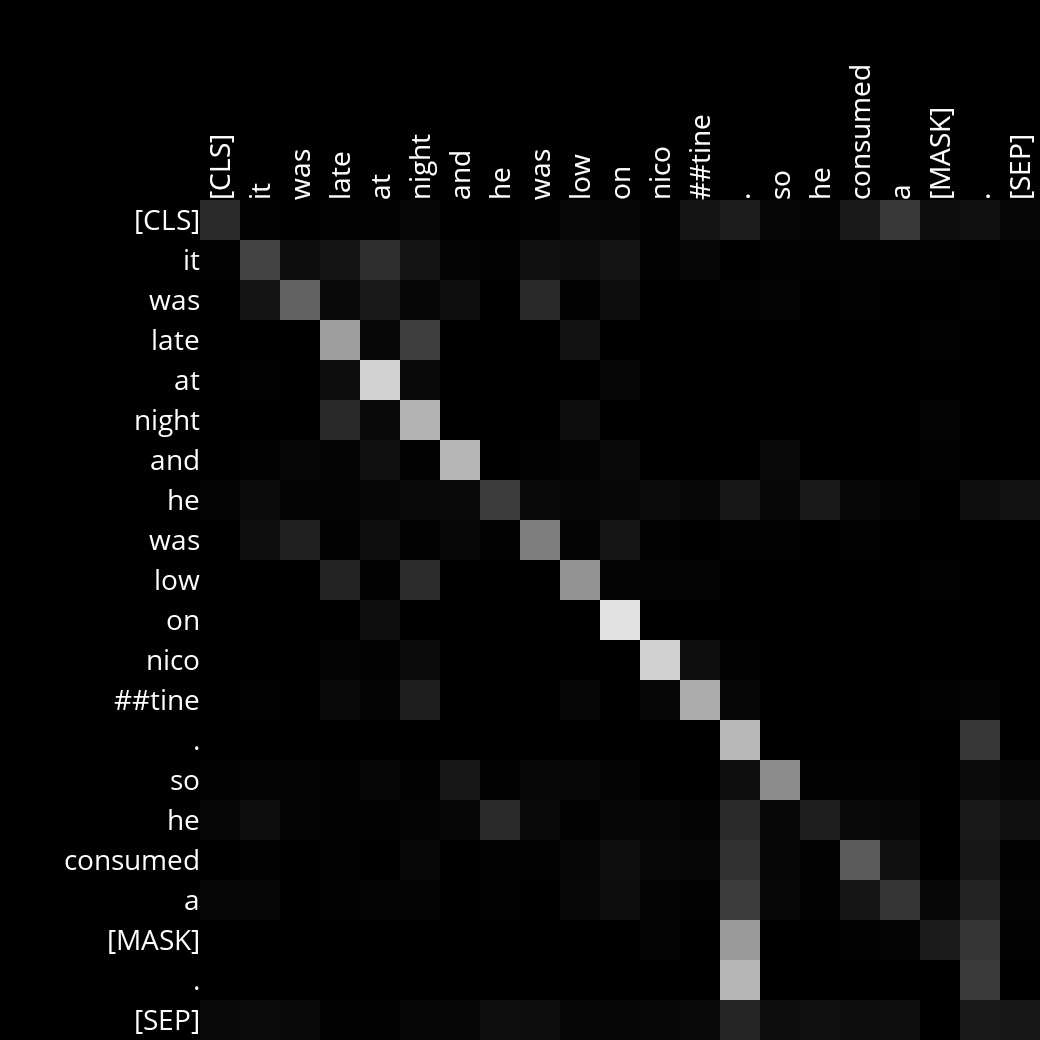 [CLS] it was late at night and he was low on nico ##tine . so he consumed a [MASK] . [SEP]
[CLS]
it
was
late
at
night
and
he
was
low
on
nico
##tine
.
so
he
consumed
a
[MASK]
.
[SEP]